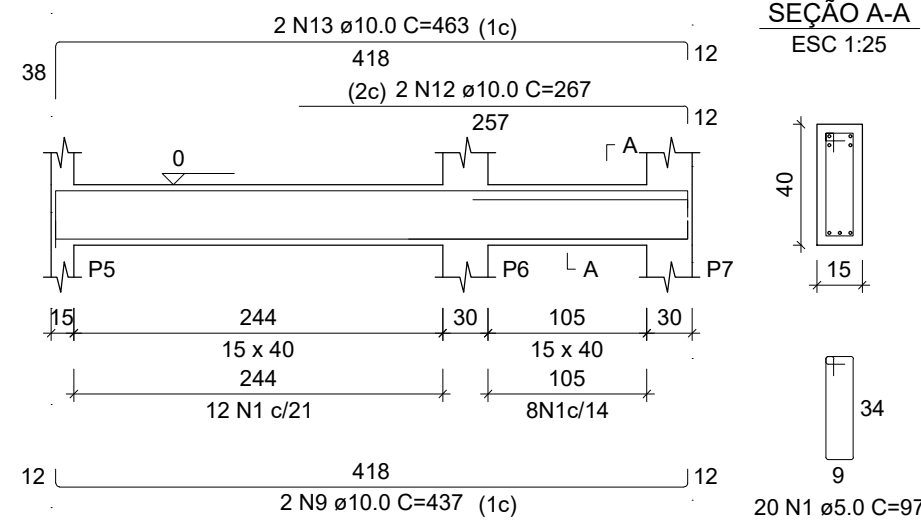 2 N13 ø10.0 C=463 (1c)
SEÇÃO A-A
ESC 1:25
418
12
38
(2c) 2 N12 ø10.0 C=267
257
12
A
0
40
P5
P6
A
P7
15
15
244
30
105
30
15 x 40
15 x 40
244
105
12 N1 c/21
8N1c/14
34
9
12
418
12
2 N9 ø10.0 C=437 (1c)
20 N1 ø5.0 C=97